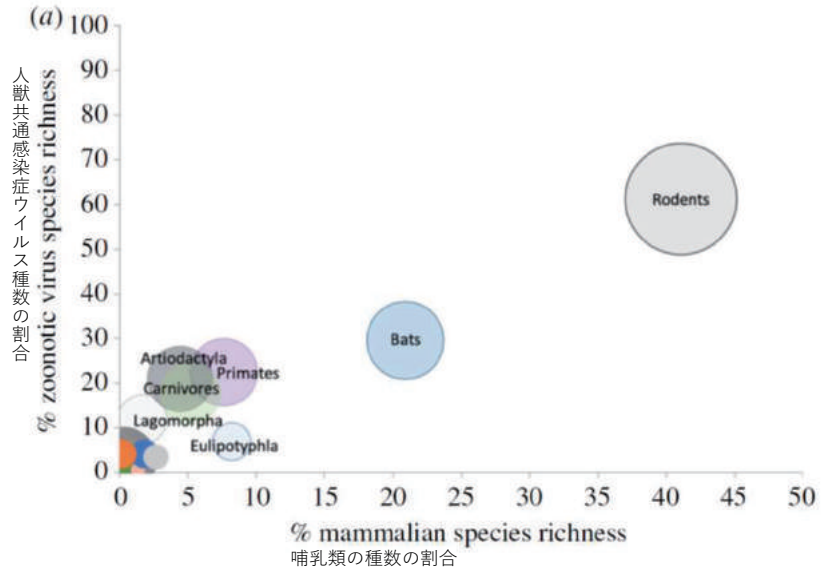 (a)
人獣共通感染症ウイルス種数の割合
% zoonotic virus species richness
100
90
80
70
60
50
40
30
20
10
0
Rodents
Bats
Artiodactyla
Primates
Carnivores
Lagomorpha
Eulipotyphla
0 5 10 15 20 25 30 35 40 45 50
% mammalian species richness
哺乳類の種数の割合